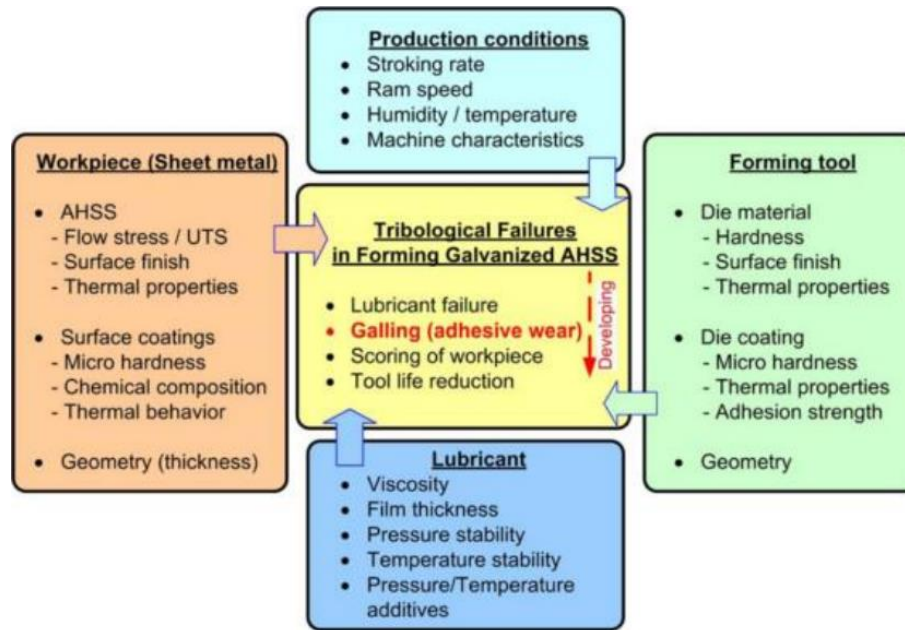 Production conditions
• Stroking rate
• Ram speed
• Humidity / temperature
• Machine characteristics
Workpiece (Sheet metal)
• AHSS
- Flow stress / UTS
- Surface finish
- Thermal properties
• Surface coatings
- Micro hardness
- Chemical composition
- Thermal behavior
• Geometry (thickness)
Tribological Failures
in Forming Galvanized AHSS
• Lubricant failure
• Galling (adhesive wear)
• Scoring of workpiece
• Tool life reduction
Developing
Forming tool
• Die material
- Hardness
- Surface finish
- Thermal properties
• Die coating
- Micro hardness
- Thermal properties
- Adhesion strength
• Geometry
Lubricant
• Viscosity
• Film thickness
• Pressure stability
• Temperature stability
• Pressure/Temperature
additives